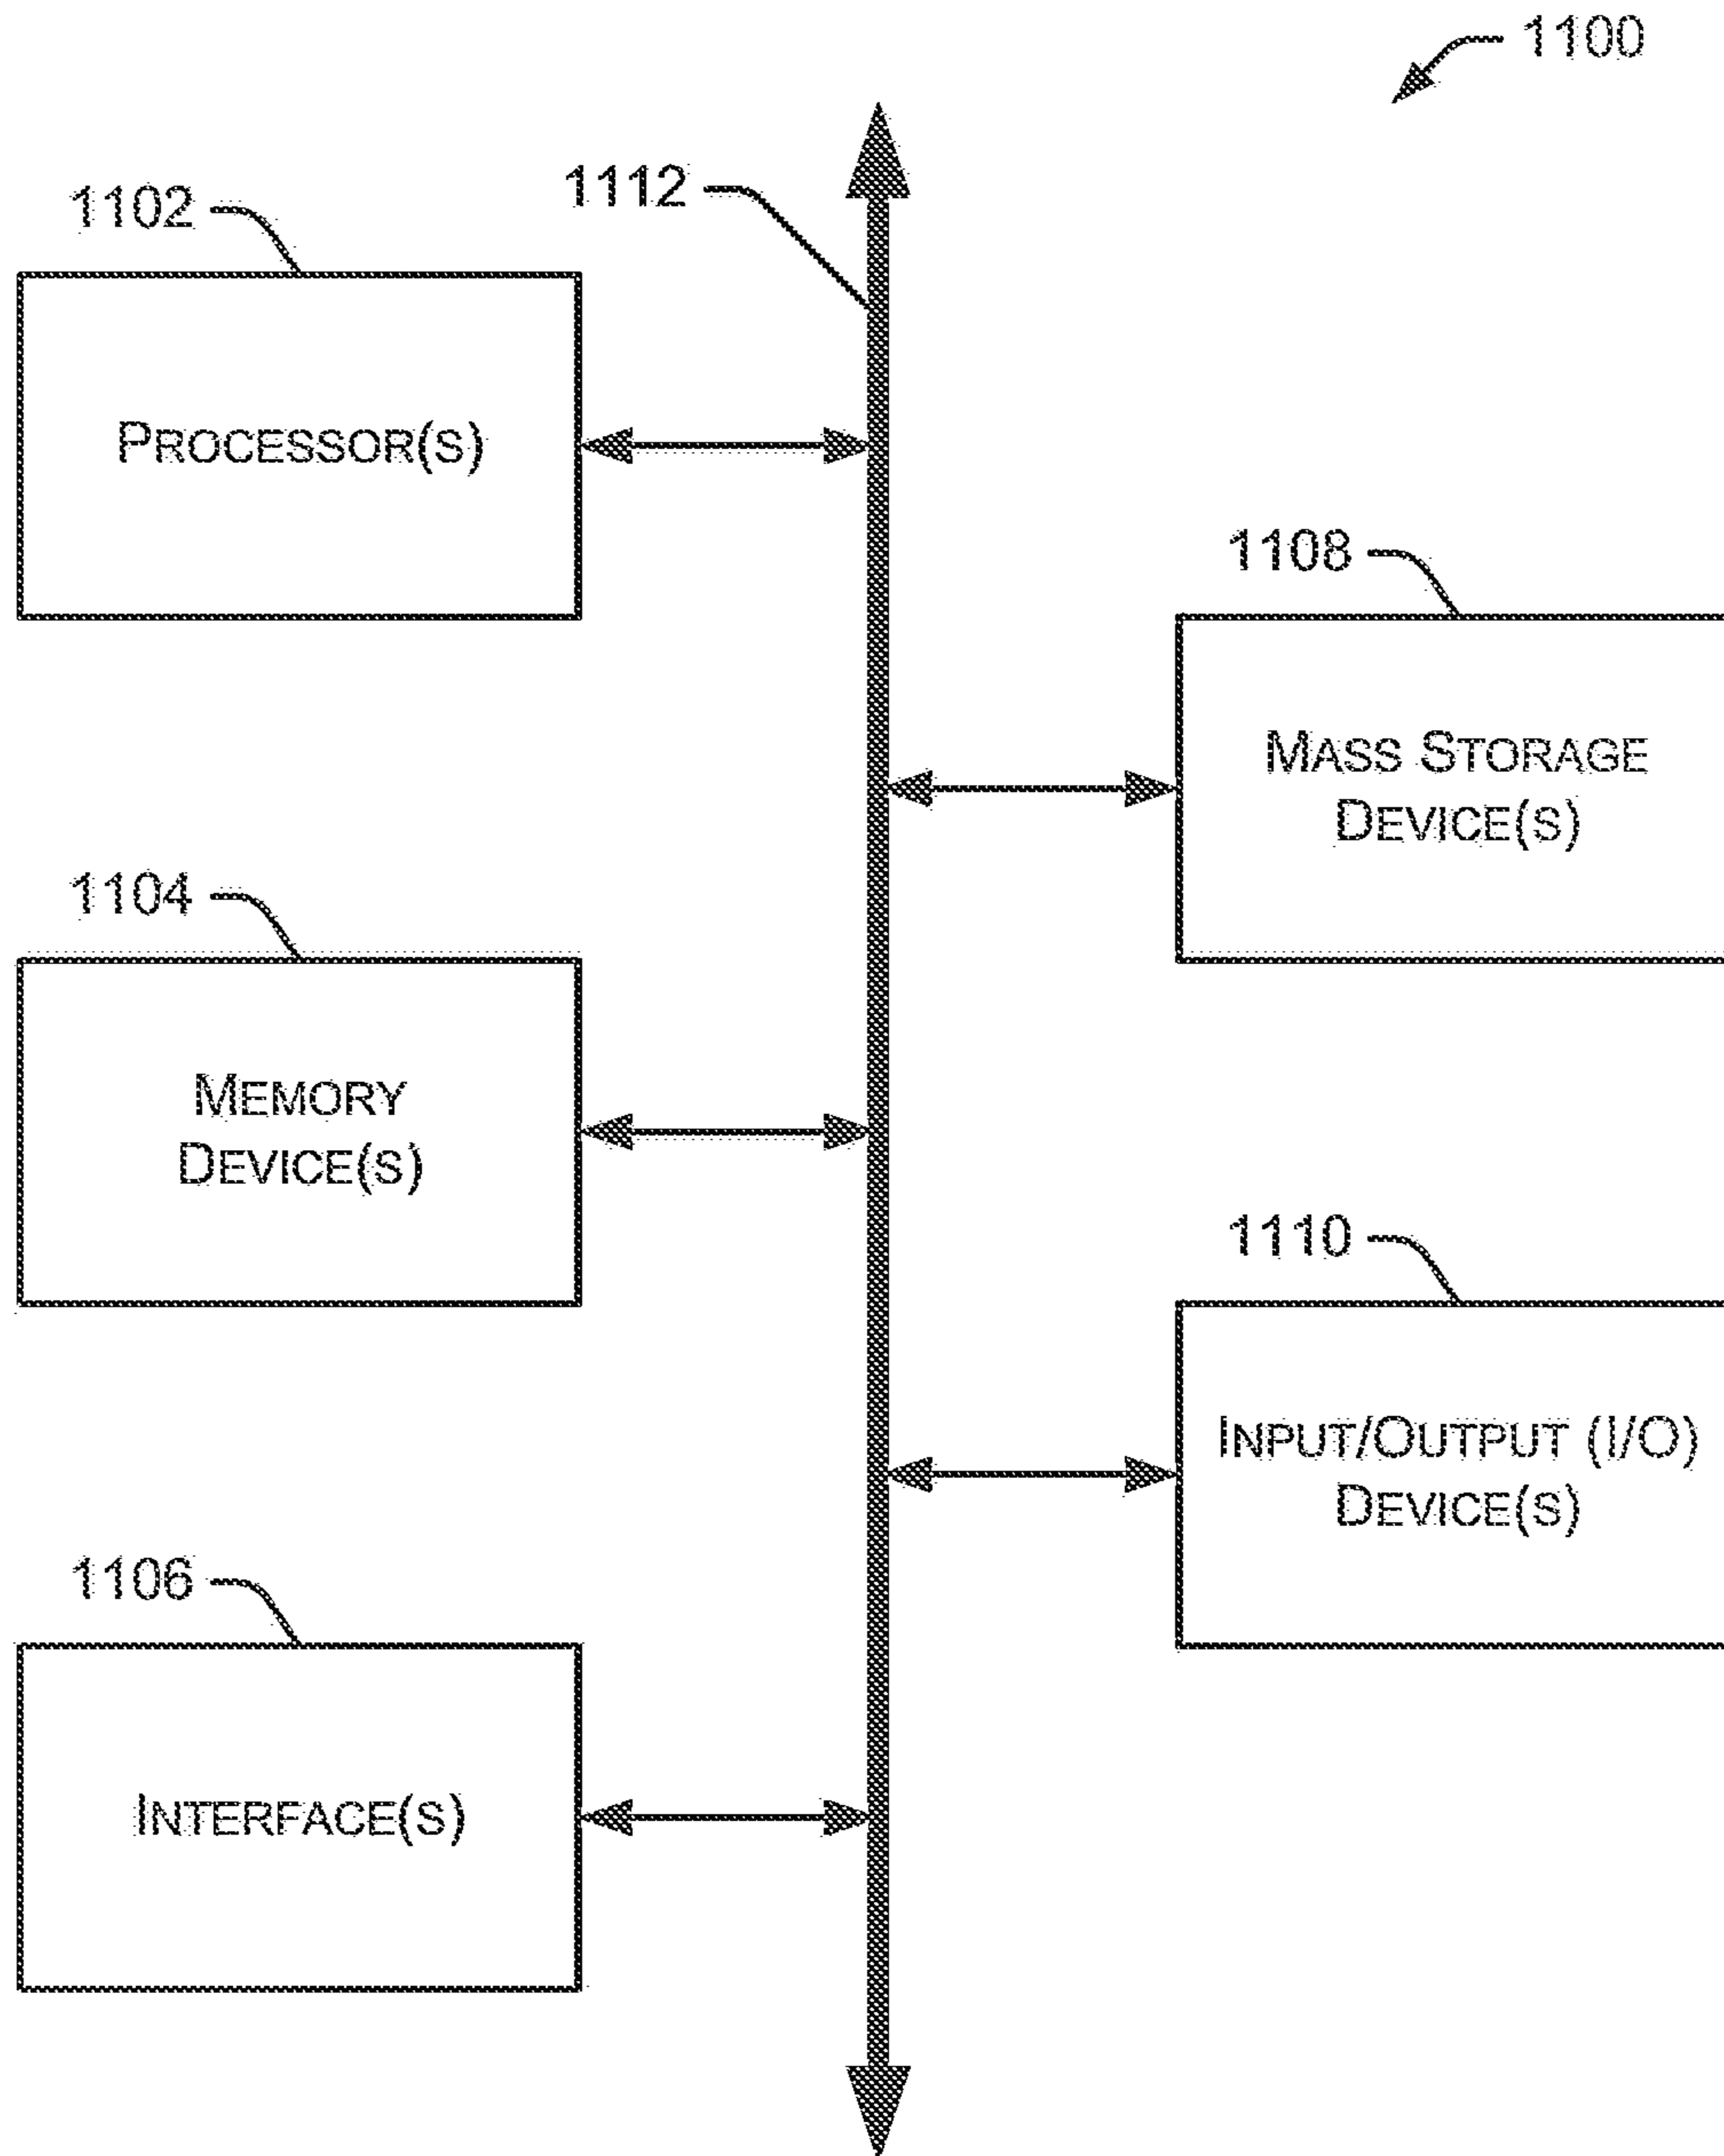 1100
1112
1102
PROCESSOR(S)
1108
MASS STORAGE
DEVICE(S)
1104
MEMORY
DEVICE(S)
1110
INPUT/OUTPUT (I/O)
DEVICE(S)
1106
INTERFACE(S)